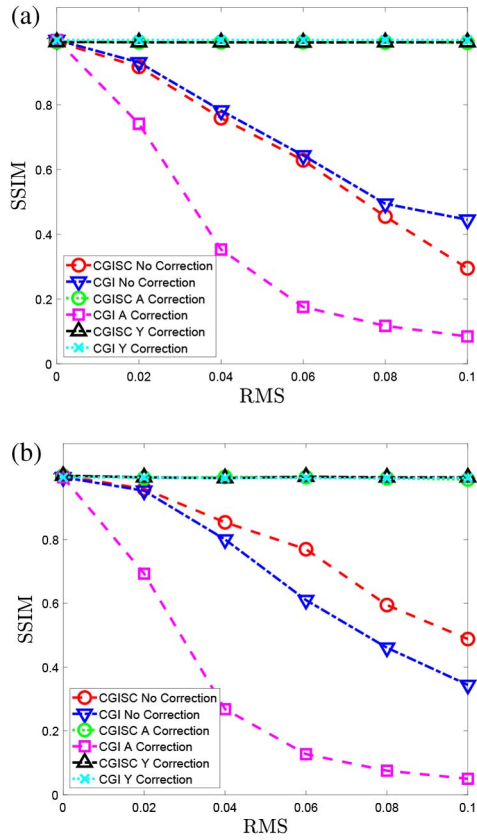 (a)
0.8
0.6
0.4
0.2
0
SSIM
CGISC No Correction
CGI No Correction
CGISC A Correction
CGI A Correction
CGISC Y Correction
CGI Y Correction
0 0.02 0.04 0.06 0.08 0.1
RMS
(b)
1
0.8
0.6
0.4
0.2
0
SSIM
CGISC No Correction
CGI No Correction
CGISC A Correction
CGI A Correction
CGISC Y Correction
CGI Y Correction
0 0.02 0.04 0.06 0.08 0.1
RMS